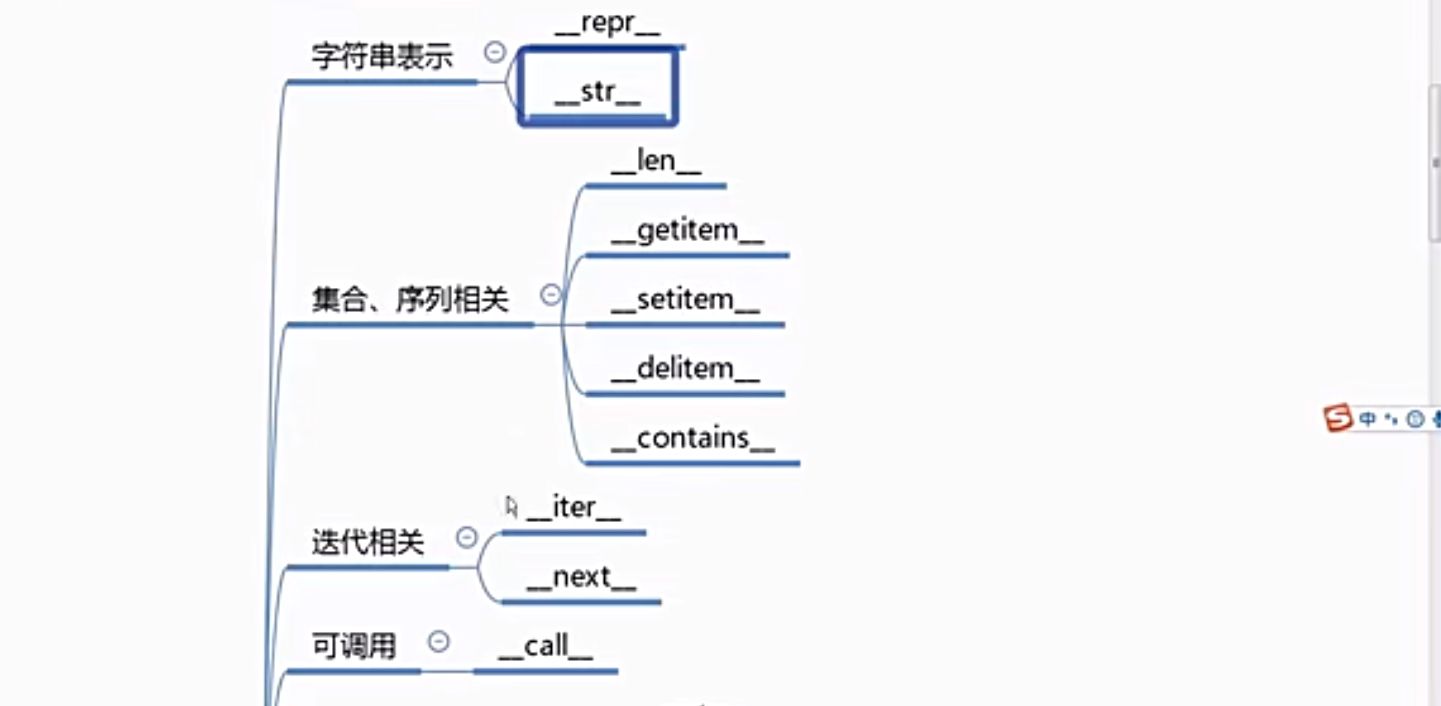 __repr__
字符串表示
__str__
__len__
__getitem__
集合、序列相关
__setitem__
__delitem__
__contains__
__iter__
迭代相关
__next__
可调用
__call__
中